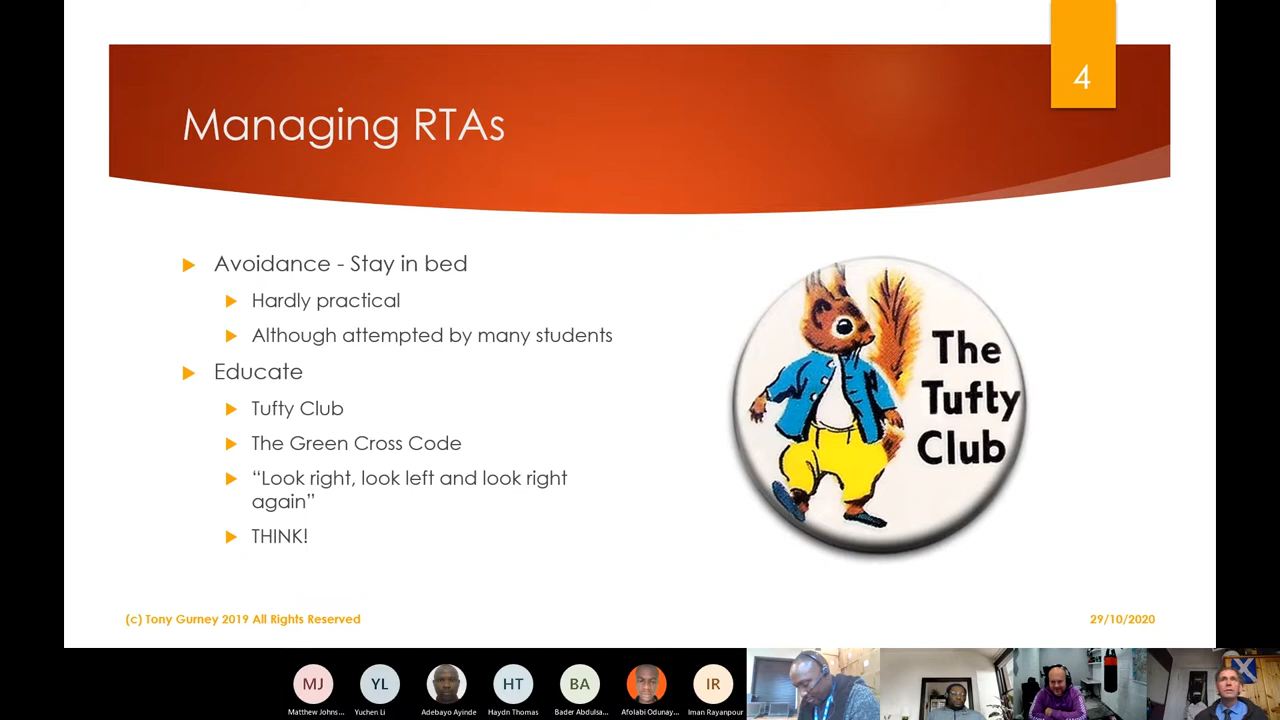 4
Managing RTAs
Avoidance - Stay in bed
Hardly practical
Although attempted by many students
Educate
Tufty Club
The Green Cross Code
“Look right, look left and look right
again”
THINK!
The
Tufty
Club
(c) Tony Gurney 2019 All Rights Reserved
29/10/2020
MJ
YL
HT
BA
IR
Matthew Johns...
Yuchen Li
Adebayo Ayinde
Haydn Thomas
Bader Abdulsa...
Afolabi Odunay...
Iman Rayanpour